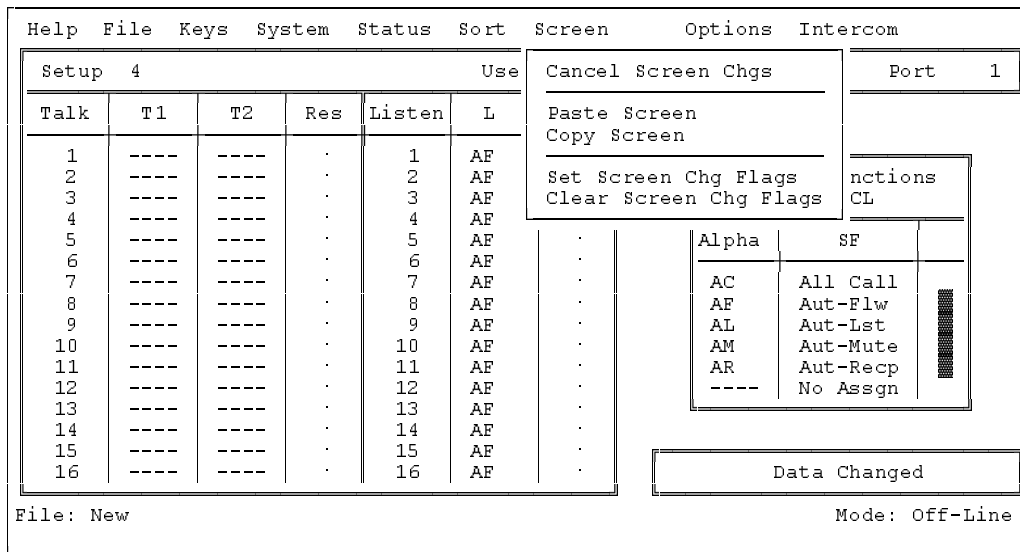 Help File Keys System Status Sort Screen Options Intercom
Setup 4 Use Port 1
Cancel Screen Chgs
Paste Screen
Copy Screen
Set Screen Chg Flags
Clear Screen Chg Flags
Talk T1 T2 Res Listen L
1 ---- ---- . 1 AF
2 ---- ---- . 2 AF
3 ---- ---- . 3 AF
4 ---- ---- . 4 AF
5 ---- ---- . 5 AF .
6 ---- ---- . 6 AF .
7 ---- ---- . 7 AF .
8 ---- ---- . 8 AF .
9 ---- ---- . 9 AF .
10 ---- ---- . 10 AF .
11 ---- ---- . 11 AF .
12 ---- ---- . 12 AF .
13 ---- ---- . 13 AF .
14 ---- ---- . 14 AF .
15 ---- ---- . 15 AF .
16 ---- ---- . 16 AF .
nctions
CL
Alpha SF
AC All Call
AF Aut-Flw
AL Aut-Lst
AM Aut-Mute
AR Aut-Recp
---- No Assgn
Data Changed
File: New Mode: Off-Line